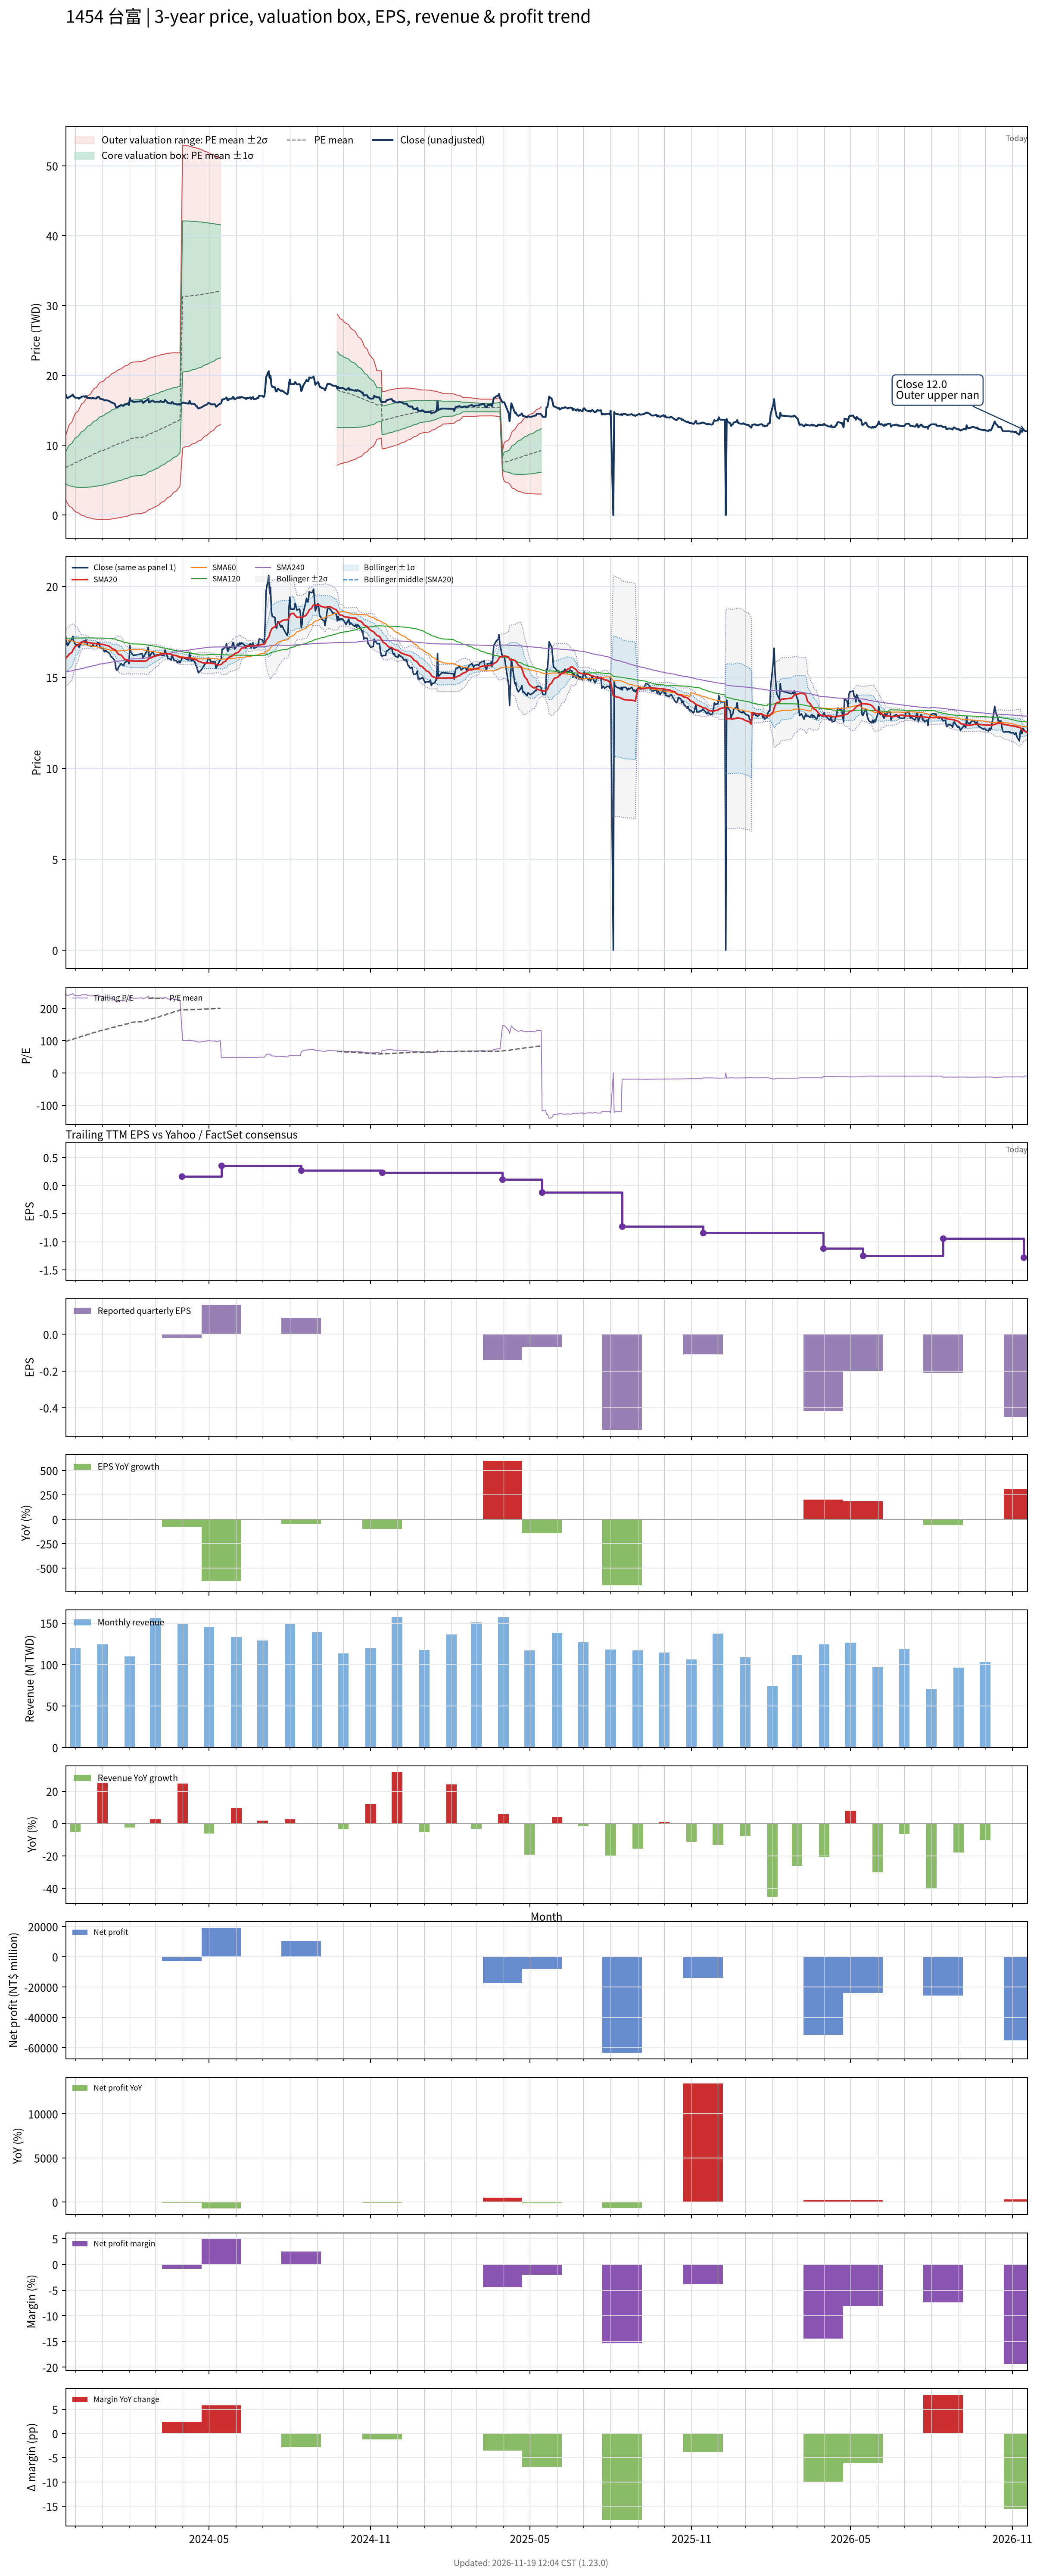 1454 台富 | 3-year price, valuation box, EPS, revenue & profit trend
Outer valuation range: PE mean ±2σ
Core valuation box: PE mean ±1σ
PE mean
Close (unadjusted)
Today
50
40
30
20
10
0
Price (TWD)
Close 12.0
Outer upper nan
Close (same as panel 1)
SMA20
SMA60
SMA120
SMA240
Bollinger ±2σ
Bollinger ±1σ
Bollinger middle (SMA20)
20
15
10
5
0
Price
Trailing P/E
P/E mean
200
100
0
-100
P/E
Trailing TTM EPS vs Yahoo / FactSet consensus
Today
0.5
0.0
-0.5
-1.0
-1.5
EPS
Reported quarterly EPS
0.0
-0.2
-0.4
EPS
EPS YoY growth
500
250
0
-250
-500
YoY (%)
Monthly revenue
150
100
50
0
Revenue (M TWD)
Revenue YoY growth
20
0
-20
-40
YoY (%)
Month
Net profit
20000
0
-20000
-40000
-60000
Net profit (NT$ million)
Net profit YoY
10000
5000
0
YoY (%)
Net profit margin
5
0
-5
-10
-15
-20
Margin (%)
Margin YoY change
5
0
-5
-10
-15
Δ margin (pp)
2024-05
2024-11
2025-05
2025-11
2026-05
2026-11
Updated: 2026-11-19 12:04 CST (1.23.0)